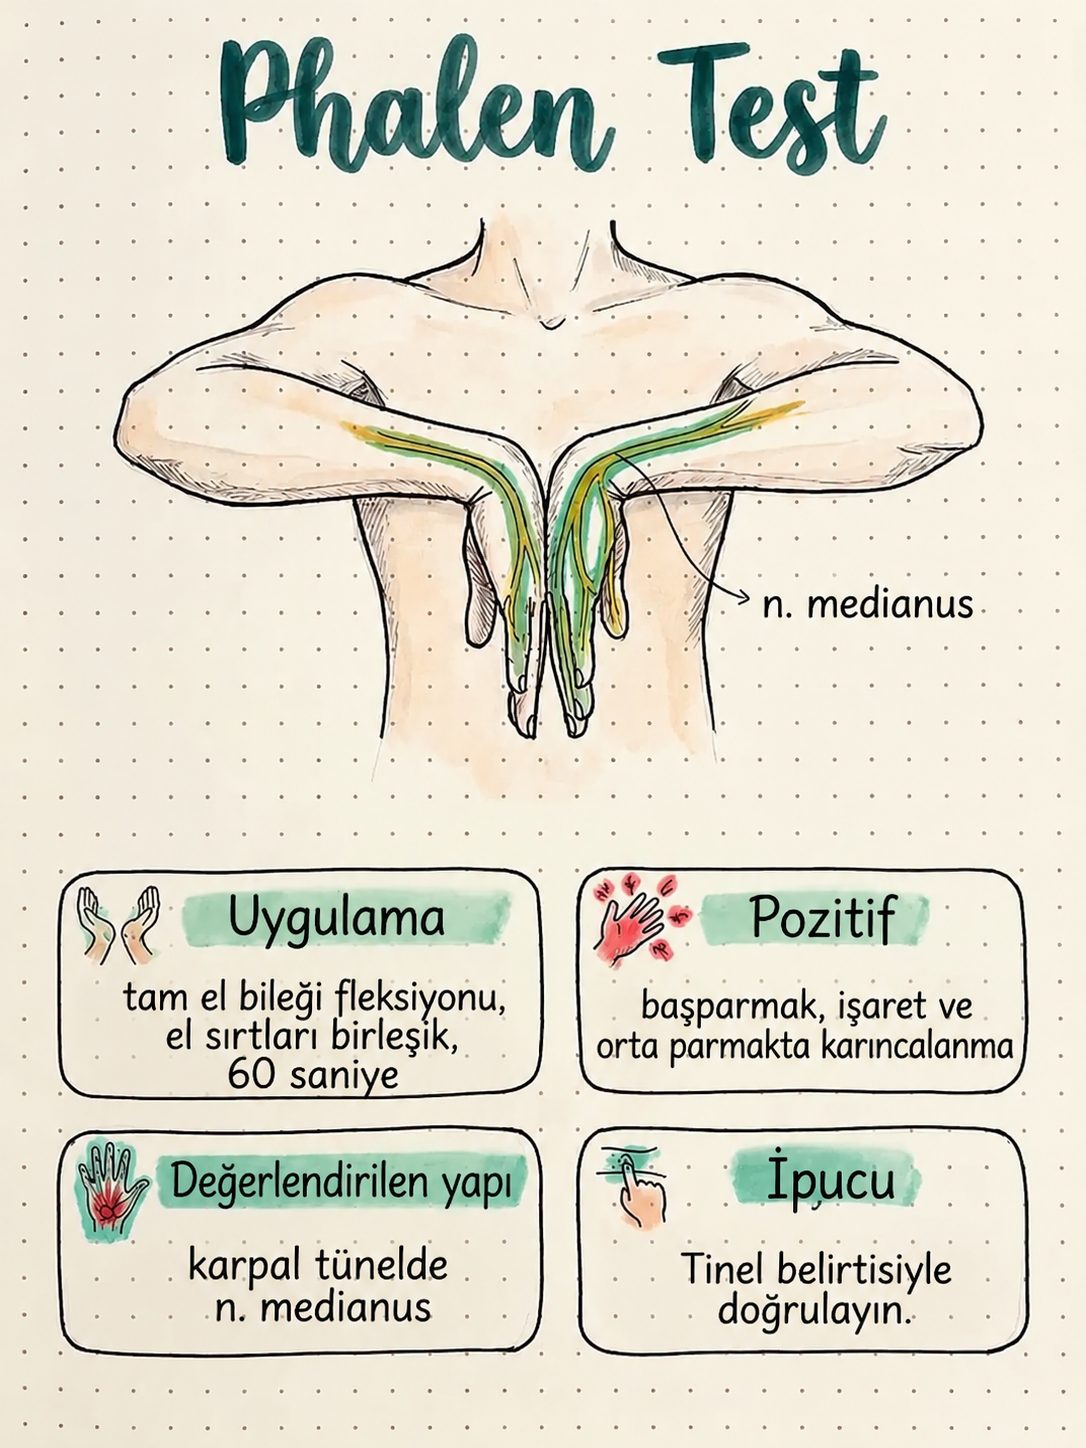 Phalen Test
n. medianus
Uygulama
tam el bileği fleksiyonu,
el sırtları birleşik,
60 saniye
Pozitif
başparmak, işaret ve
orta parmakta karıncalanma
Değerlendirilen yapı
karpal tünelde
n. medianus
İpucu
Tinel belirtisiyle
doğrulayın.